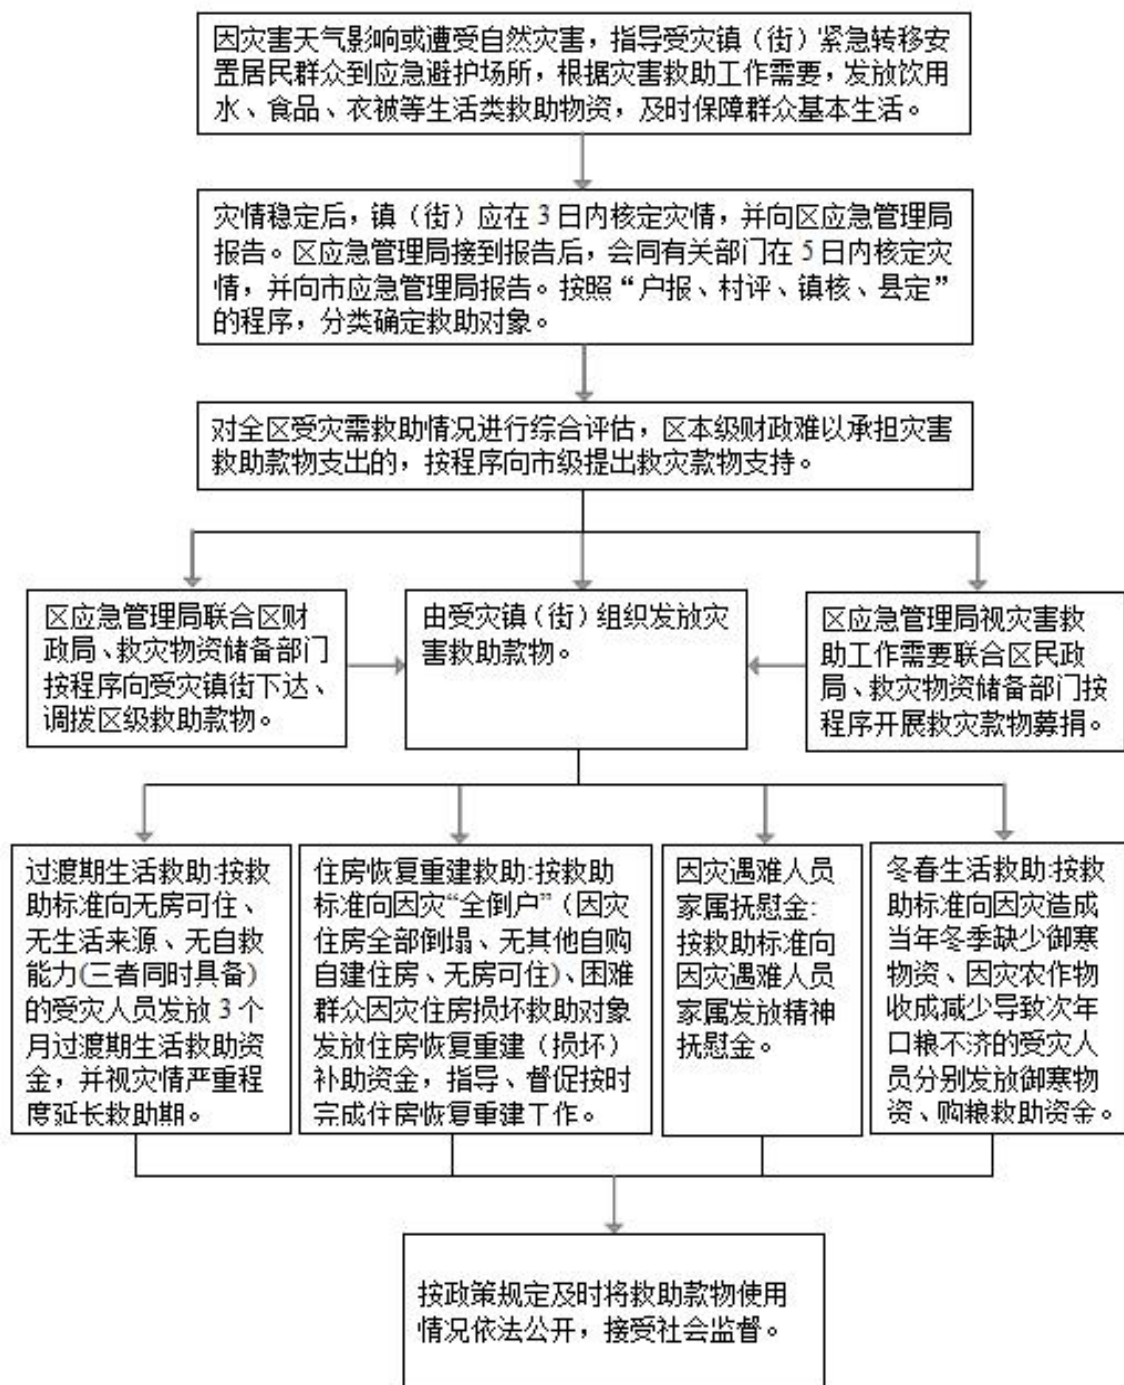 因灾害天气影响或遭受自然灾害，指导受灾镇（街）紧急转移安
置居民群众到应急避护场所，根据灾害救助工作需要，发放饮用
水、食品、衣被等生活类救助物资，及时保障群众基本生活。
灾情稳定后，镇（街）应在 3 日内核定灾情，并向区应急管理局
报告。区应急管理局接到报告后，会同有关部门在 5 日内核定灾
情，并向市应急管理局报告。按照“户报、村评、镇核、县定”
的程序，分类确定救助对象。
对全区受灾需救助情况进行综合评估，区本级财政难以承担灾害
救助款物支出的，按程序向市级提出救灾款物支持。
区应急管理局联合区财
政局、救灾物资储备部门
按程序向受灾镇街下达、
调拨区级救助款物。
由受灾镇（街）组织发放灾
害救助款物。
区应急管理局视灾害救
助工作需要联合区民政
局、救灾物资储备部门按
程序开展救灾款物募捐。
过渡期生活救助:按救
助标准向无房可住、
无生活来源、无自救
能力(三者同时具备)
的受灾人员发放 3 个
月过渡期生活救助资
金，并视灾情严重程
度延长救助期。
住房恢复重建救助:按救助
标准向因灾“全倒户”（因灾
住房全部倒塌、无其他自购
自建住房、无房可住）、困难
群众因灾住房损坏救助对象
发放住房恢复重建（损坏）
补助资金，指导、督促按时
完成住房恢复重建工作。
因灾遇难人员
家属抚慰金:
按救助标准向
因灾遇难人员
家属发放精神
抚慰金。
冬春生活救助:按救
助标准向因灾造成
当年冬季缺少御寒
物资、因灾农作物
收成减少导致次年
口粮不济的受灾人
员分别发放御寒物
资、购粮救助资金。
按政策规定及时将救助款物使用
情况依法公开，接受社会监督。